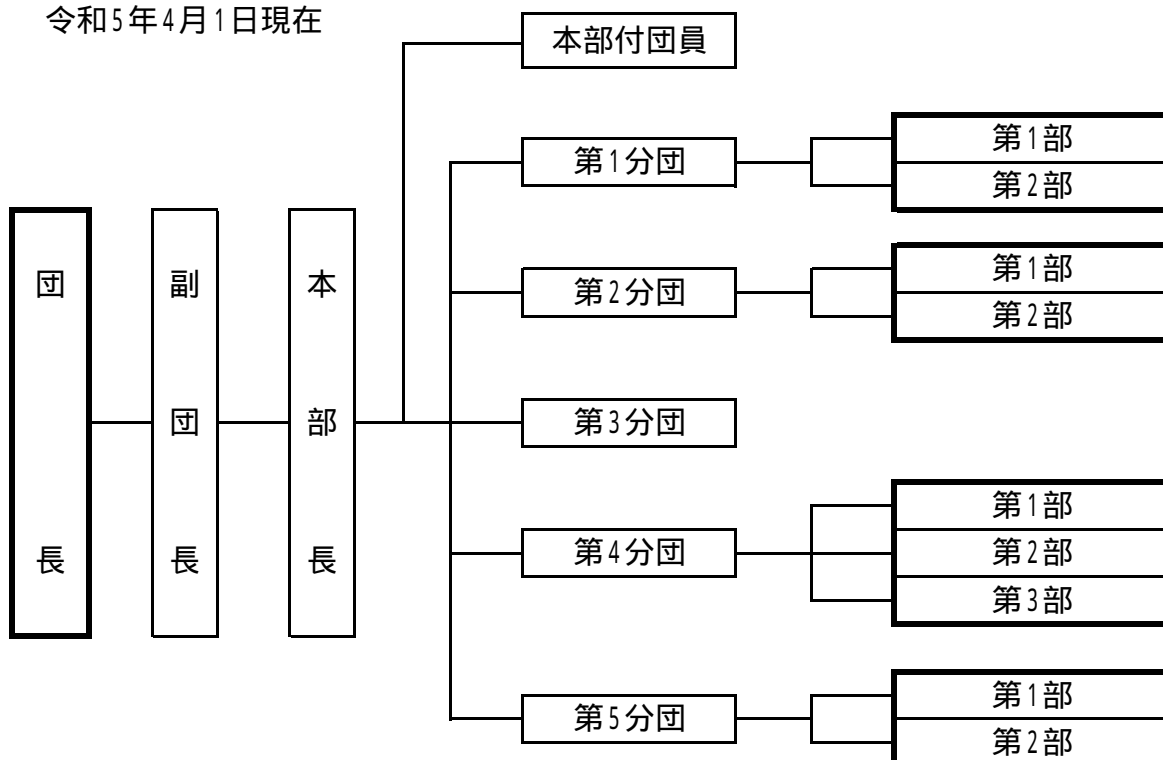 令和5年4月1日現在
団長
副団長
本部長
本部付団員
第1分団
第1部
第2部
第2分団
第1部
第2部
第3分団
第4分団
第1部
第2部
第3部
第5分団
第1部
第2部